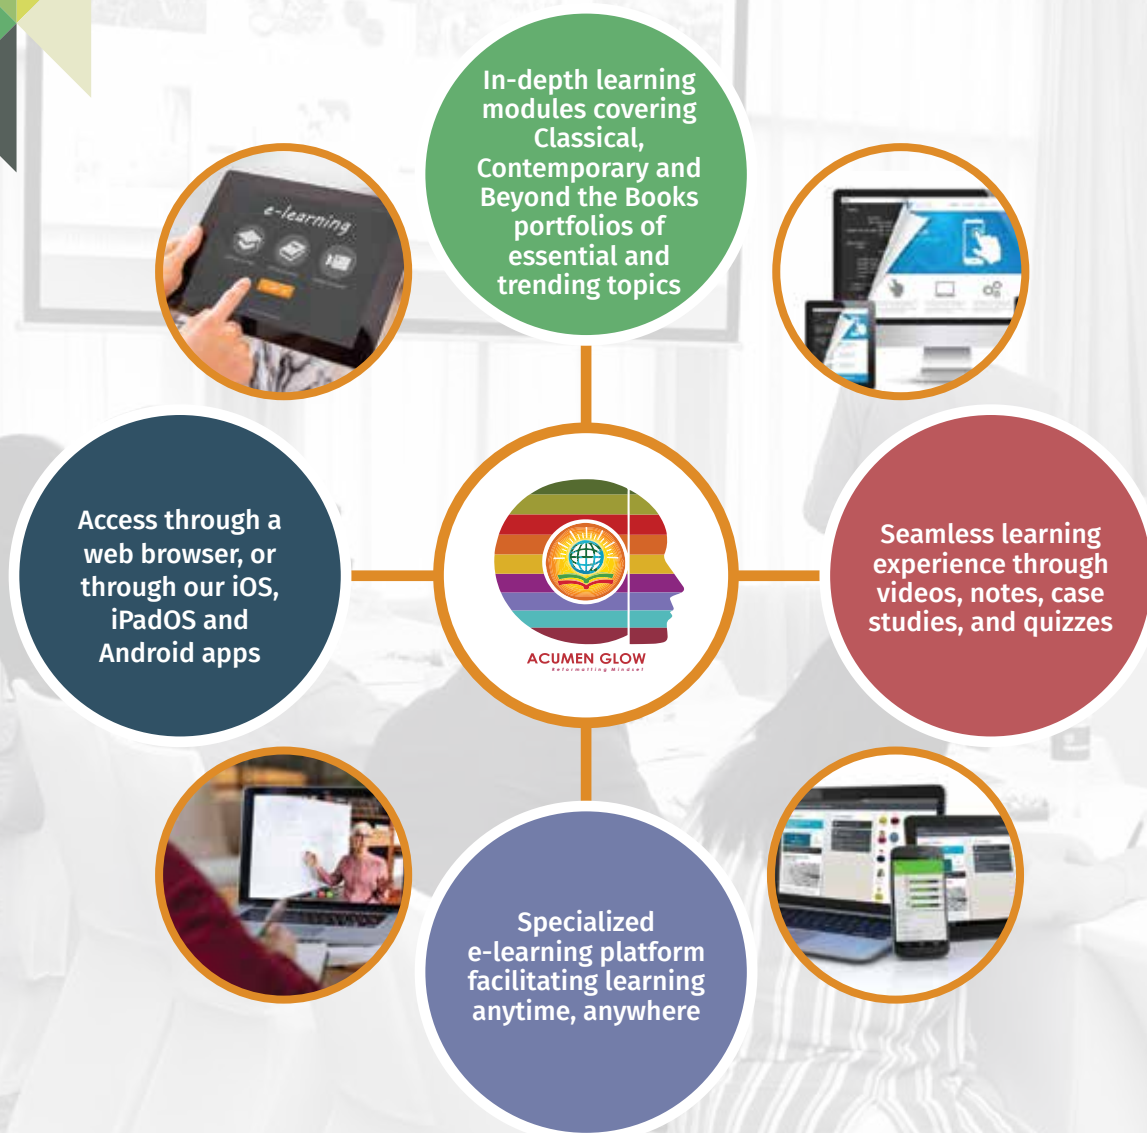 In-depth learning
modules covering
Classical,
Contemporary and
Beyond the Books
portfolios of
essential and
trending topics
e-learning
Access through a
web browser, or
through our iOS,
iPadOS and
Android apps
ACUMEN GLOW
Reformatting Mindset
Seamless learning
experience through
videos, notes, case
studies, and quizzes
Specialized
e-learning platform
facilitating learning
anytime, anywhere